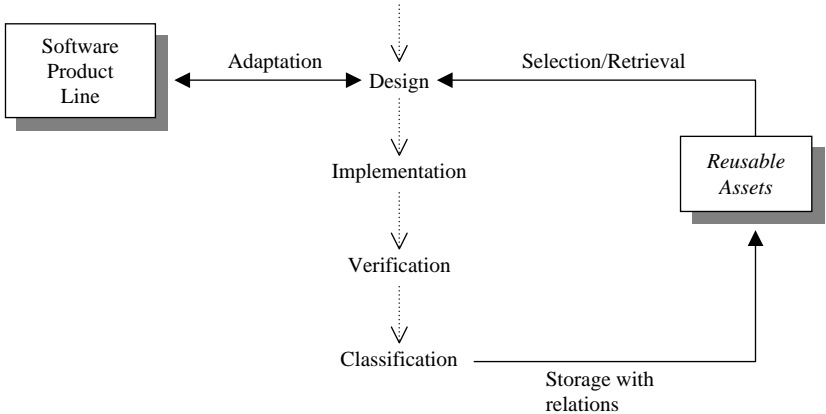 Software
Product
Line
Adaptation
Design
Selection/Retrieval
Implementation
Reusable
Assets
Verification
Classification
Storage with
relations